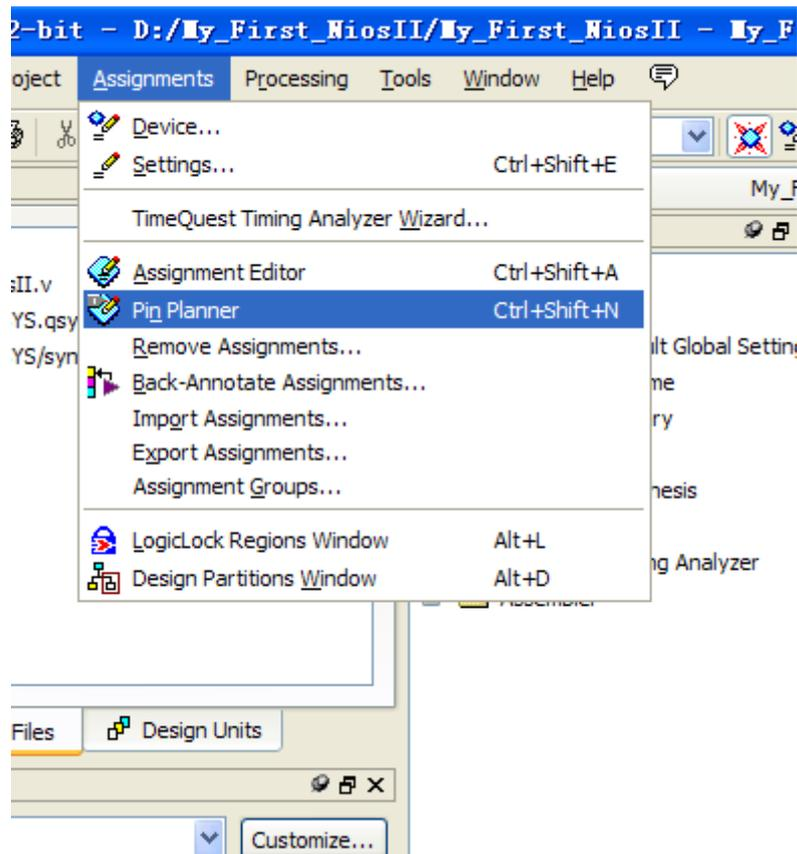 2-bit - D:/My_First_NiosII/My_First_NiosII - My_F
oject Assignments Processing Tools Window Help
Device...
Settings... Ctrl+Shift+E
My_F
TimeQuest Timing Analyzer Wizard...
Assignment Editor Ctrl+Shift+A
sII.v
Pin Planner Ctrl+Shift+N
YS.qsy
Remove Assignments... ult Global Setting
YS/syn
Back-Annotate Assignments... me
Import Assignments... ry
Export Assignments...
Assignment Groups... hesis
LogicLock Regions Window Alt+L
ng Analyzer
Design Partitions Window Alt+D
Assembler
Files Design Units
Customize...